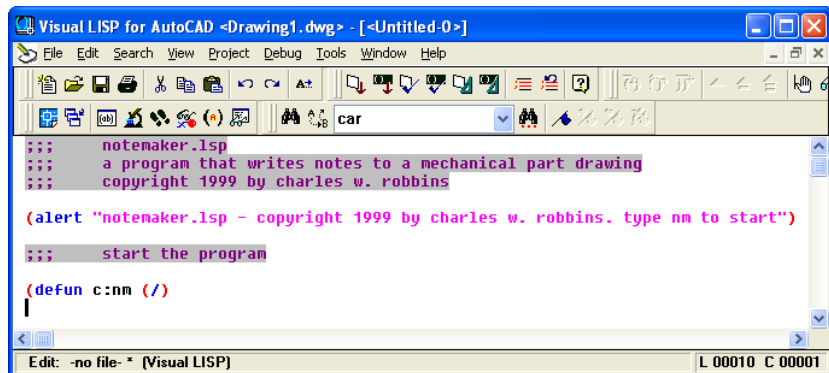 Visual LISP for AutoCAD <Drawing1.dwg> - [<Untitled-0>]
File Edit Search View Project Debug Tools Window Help
car
;;; notemaker.lsp
;;; a program that writes notes to a mechanical part drawing
;;; copyright 1999 by charles w. robbins
(alert "notemaker.lsp - copyright 1999 by charles w. robbins. type nm to start")
;;; start the program
(defun c:nm (/)
Edit: -no file- * (Visual LISP) L 00010 C 00001